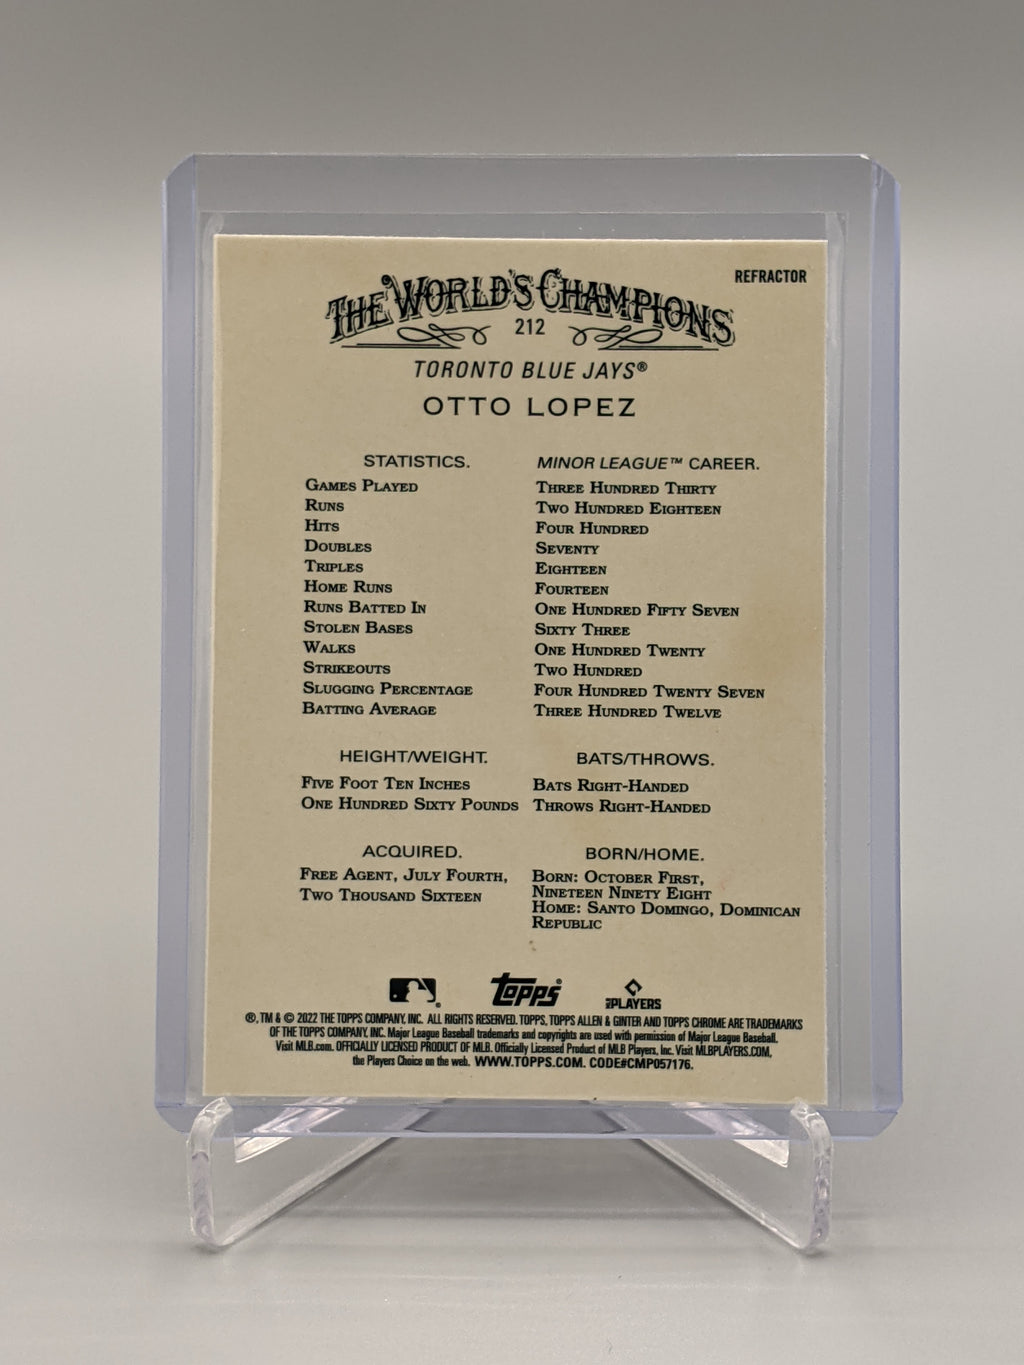 REFRACTOR
THE WORLD'S CHAMPIONS
212
TORONTO BLUE JAYS®
OTTO LOPEZ
STATISTICS. MINOR LEAGUE™ CAREER.
GAMES PLAYED THREE HUNDRED THIRTY
RUNS TWO HUNDRED EIGHTEEN
HITS FOUR HUNDRED
DOUBLES SEVENTY
TRIPLES EIGHTEEN
HOME RUNS FOURTEEN
RUNS BATTED IN ONE HUNDRED FIFTY SEVEN
STOLEN BASES SIXTY THREE
WALKS ONE HUNDRED TWENTY
STRIKEOUTS TWO HUNDRED
SLUGGING PERCENTAGE FOUR HUNDRED TWENTY SEVEN
BATTING AVERAGE THREE HUNDRED TWELVE
HEIGHT/WEIGHT. BATS/THROWS.
FIVE FOOT TEN INCHES BATS RIGHT-HANDED
ONE HUNDRED SIXTY POUNDS THROWS RIGHT-HANDED
ACQUIRED. BORN/HOME.
FREE AGENT, JULY FOURTH, BORN: OCTOBER FIRST,
TWO THOUSAND SIXTEEN NINETEEN NINETY EIGHT
HOME: SANTO DOMINGO, DOMINICAN
REPUBLIC
Topps® MLB PLAYERS
®, TM & © 2022 THE TOPPS COMPANY, INC. ALL RIGHTS RESERVED. TOPPS, TOPPS ALLEN & GINTER AND TOPPS CHROME ARE TRADEMARKS
OF THE TOPPS COMPANY, INC. Major League Baseball trademarks and copyrights are used with permission of Major League Baseball.
Visit MLB.com. OFFICIALLY LICENSED PRODUCT OF MLB. Officially Licensed Product of MLB Players, Inc. Visit MLBPLAYERS.COM,
the Players Choice on the web. WWW.TOPPS.COM. CODE#CMP057176.